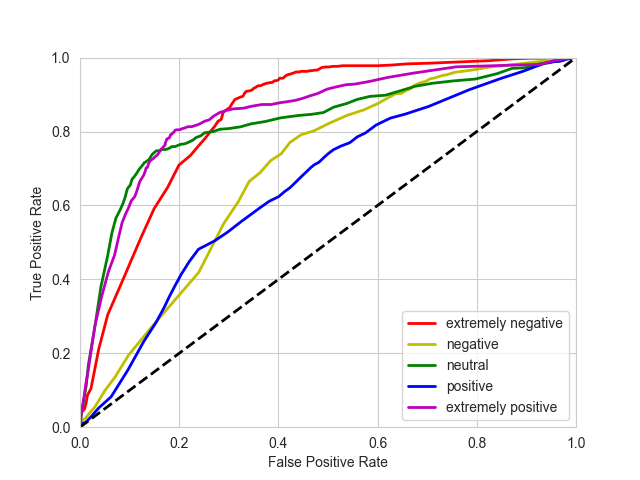 1.0
0.8
0.6
0.4
0.2
0.0
0.0 0.2 0.4 0.6 0.8 1.0
True Positive Rate
False Positive Rate
extremely negative
negative
neutral
positive
extremely positive